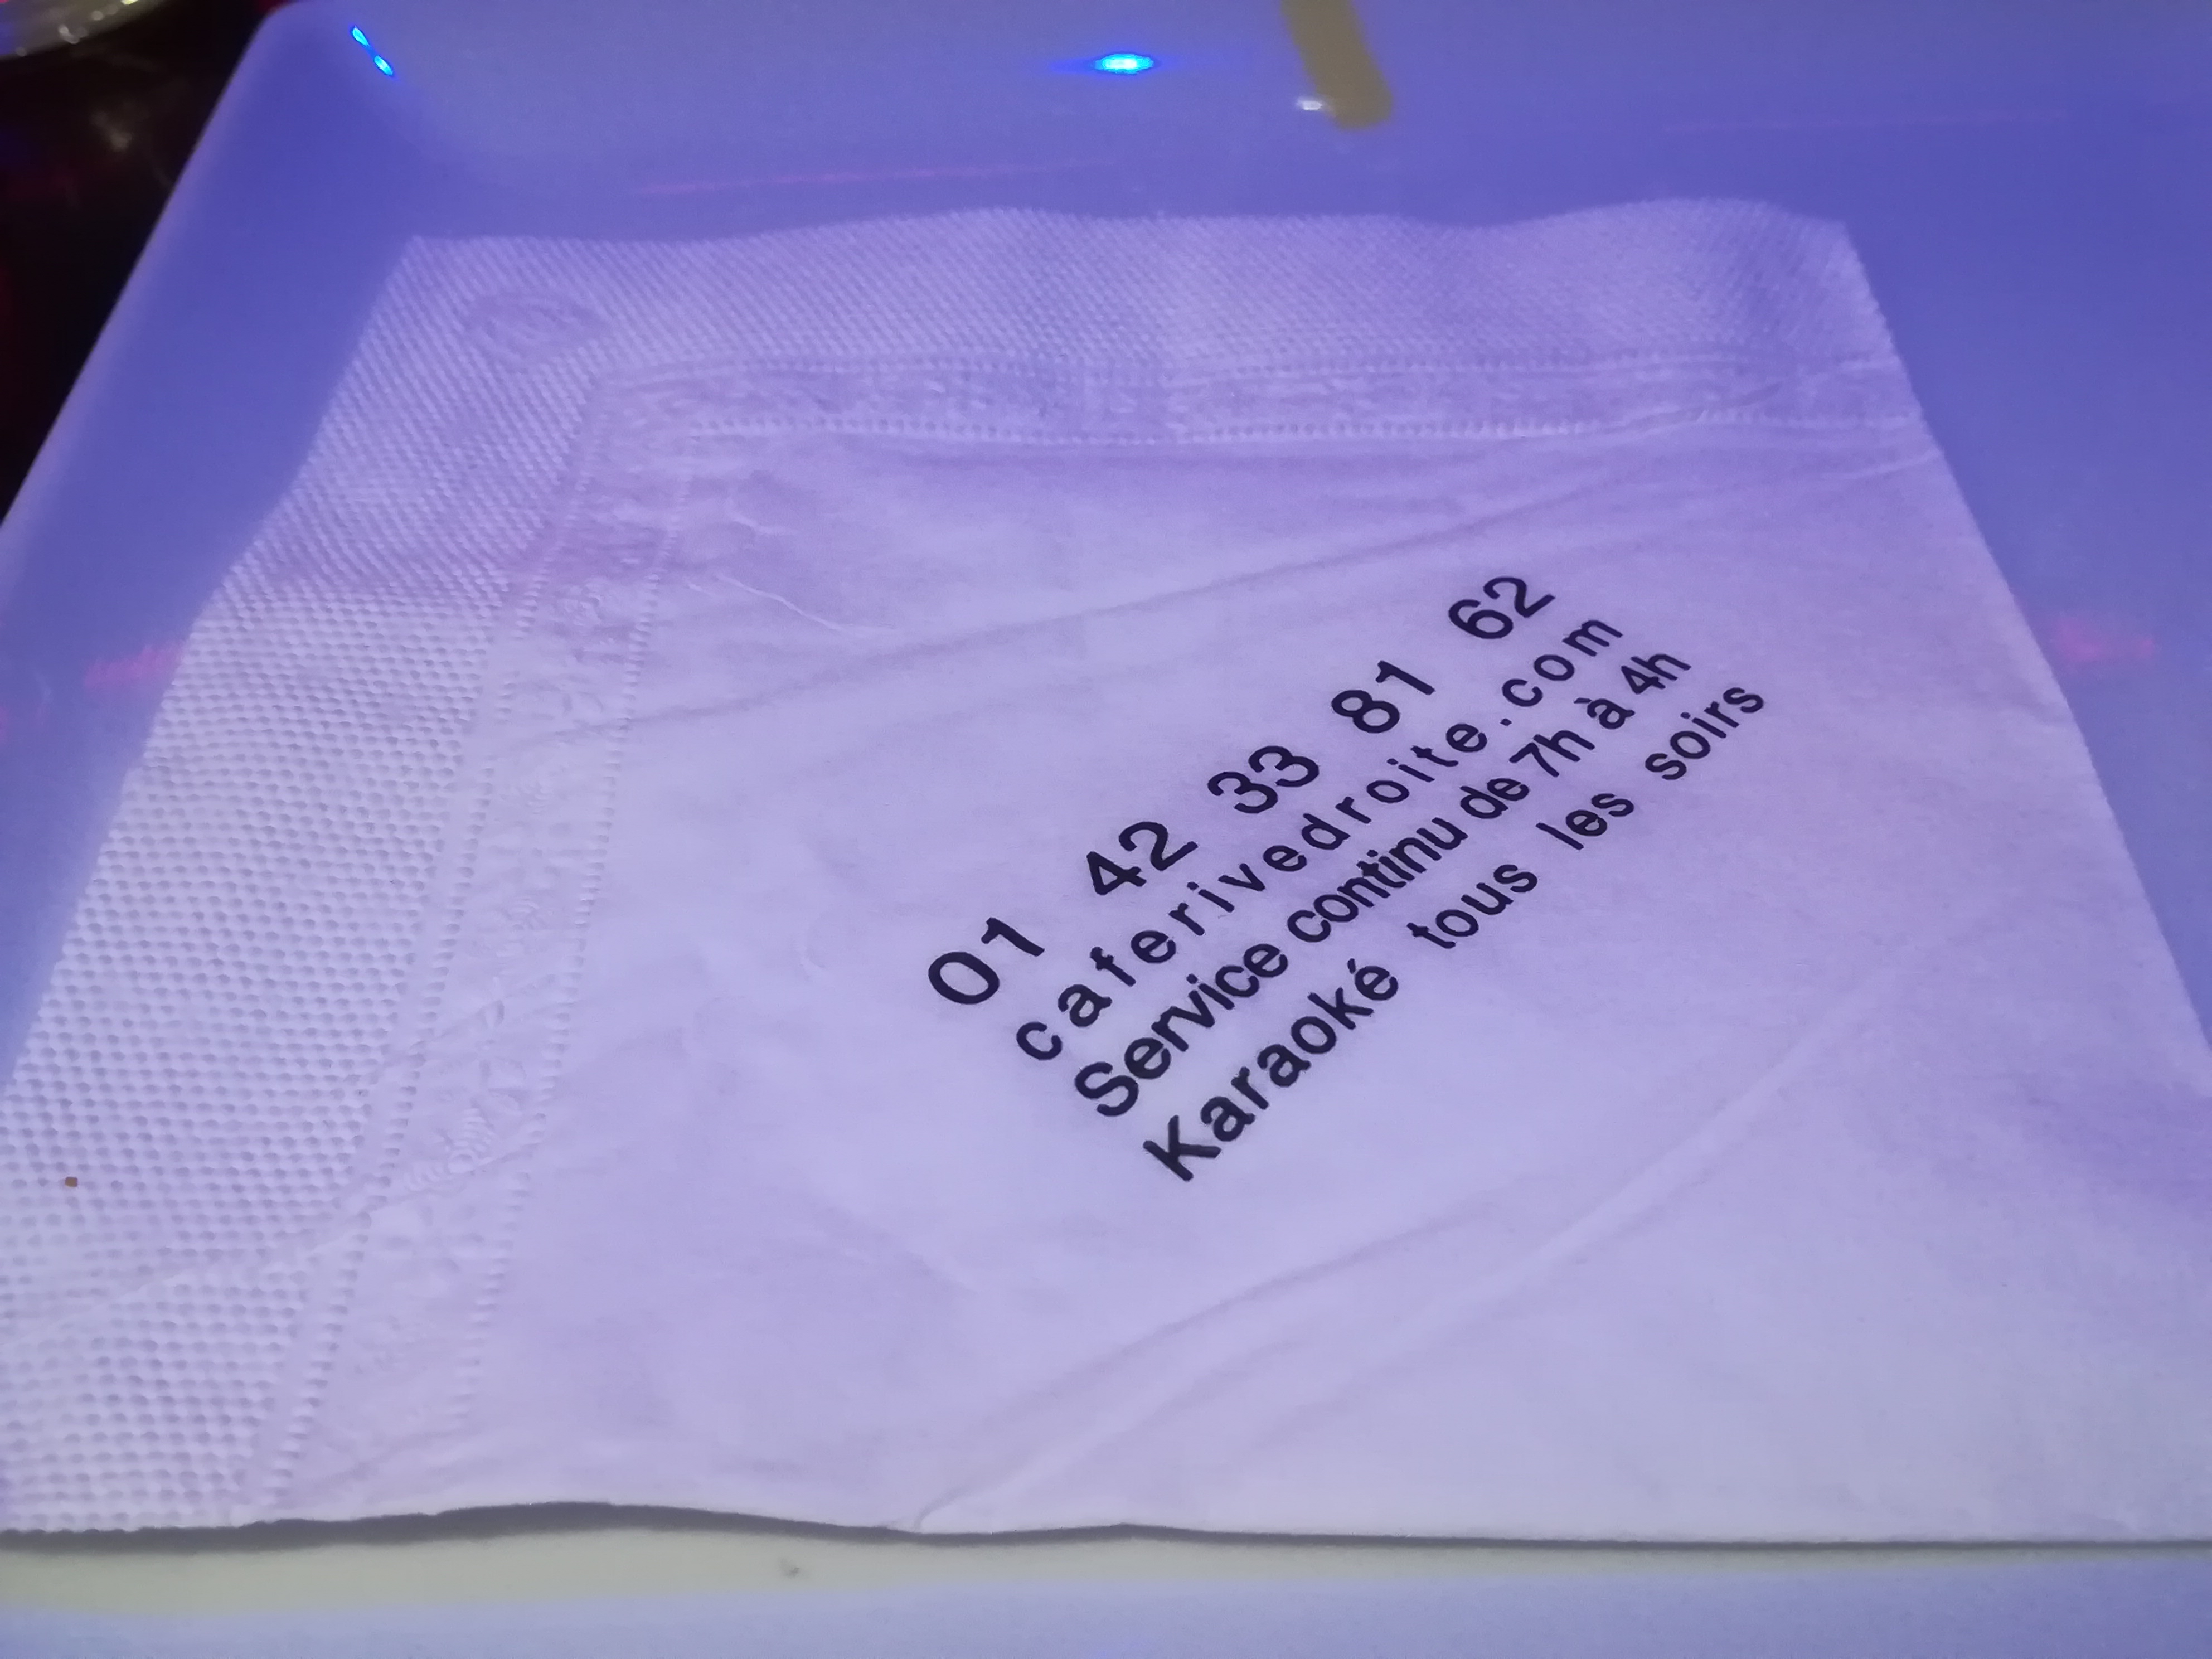 01 42 33 81 62
caferivedroite.com
Service continu de 7h à 4h
Karaoké tous les soirs